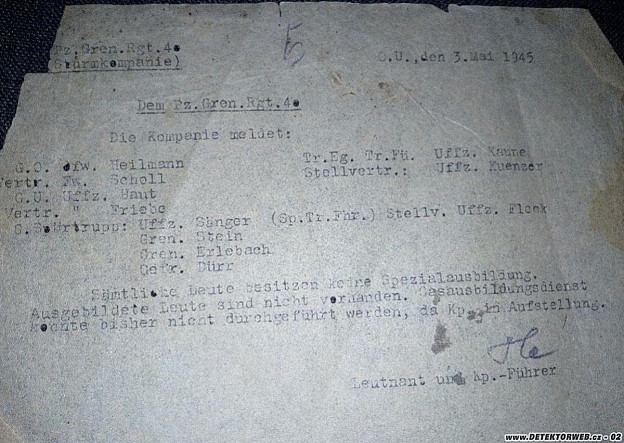 Pz.Gren.Rgt.4. O.U.,den 3.Mai 1945
(Sturmkompanie)
Dem Pz.Gren.Rgt.4.
Die Kompanie meldet:
G.O. Ofw. Heilmann Tr.Eg. Tr.Fü. Uffz. Kaune
Vertr. Fw. Scholl Stellvertr.: Uffz. Kuenzer
G.U. Uffz. Haut
Vertr. " Friebe
Uffz. Sänger (Sp.Tr.Fhr.) Stellv. Uffz. Flock
Gren. Stein
Gren. Erlebach
Gefr. Dürr
Sämtliche Leute besitzen keine Spezialausbildung.
Ausgebildete Leute sind nicht vorhanden. Gasausbildungsdienst
konnte bisher nicht durchgeführt werden, da Kp. in Aufstellung.
Leutnant und Kp.-Führer
www.DETEKTORWEB.cz - 02